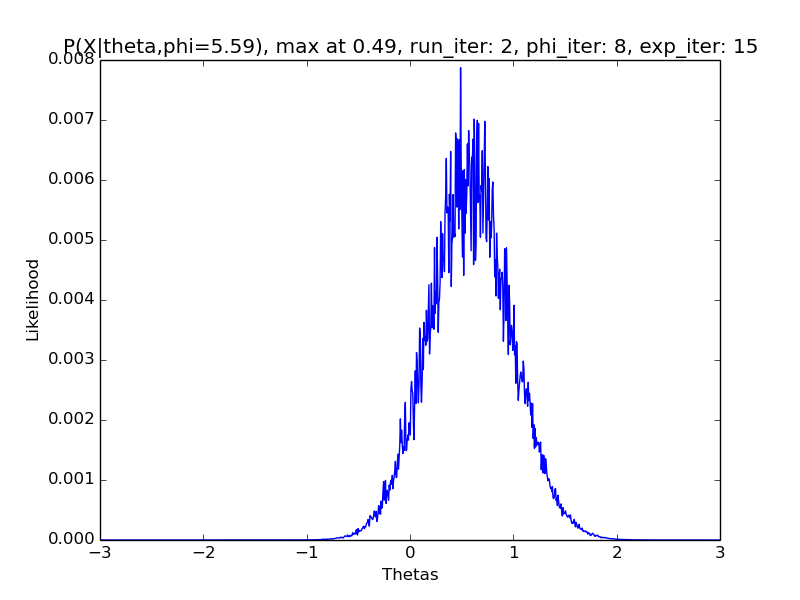 P(X|theta,phi=5.59), max at 0.49, run_iter: 2, phi_iter: 8, exp_iter: 15
0.008
0.007
0.006
0.005
0.004
0.003
0.002
0.001
0.000
Likelihood
−3 −2 −1 0 1 2 3
Thetas